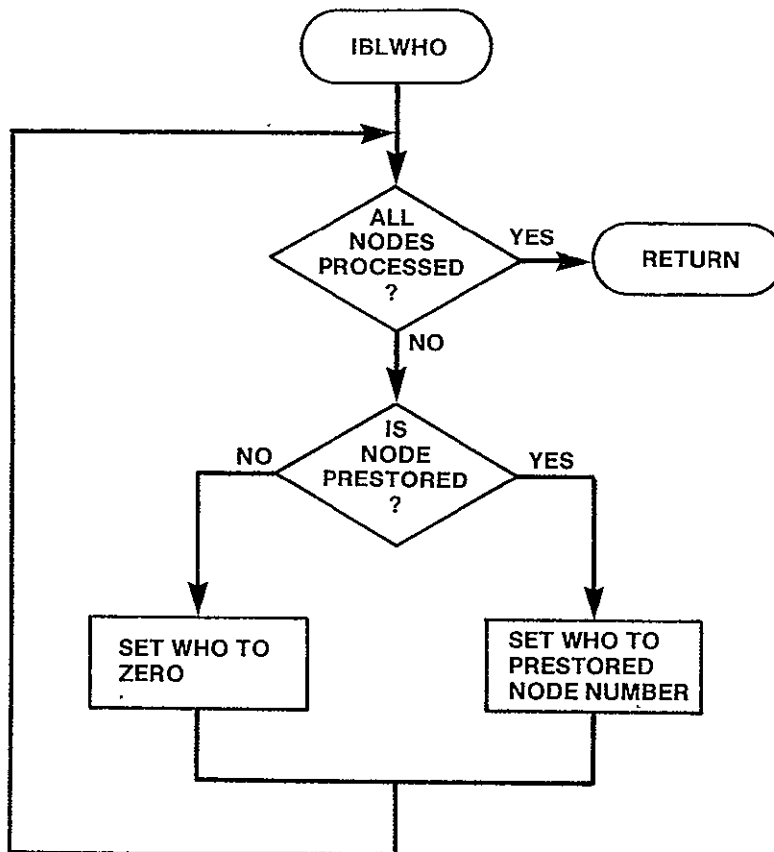 IBLWHO
ALL
NODES
PROCESSED
?
YES
RETURN
NO
IS
NODE
PRESTORED
?
NO
YES
SET WHO TO
ZERO
SET WHO TO
PRESTORED
NODE NUMBER